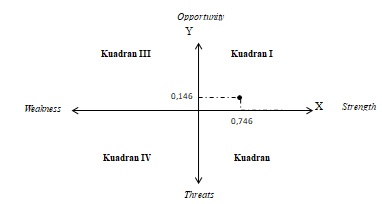 Opportunity
Y
Kuadran III
Kuadran I
0,146
Weakness
X
Strength
0,746
Kuadran IV
Kuadran
Threats